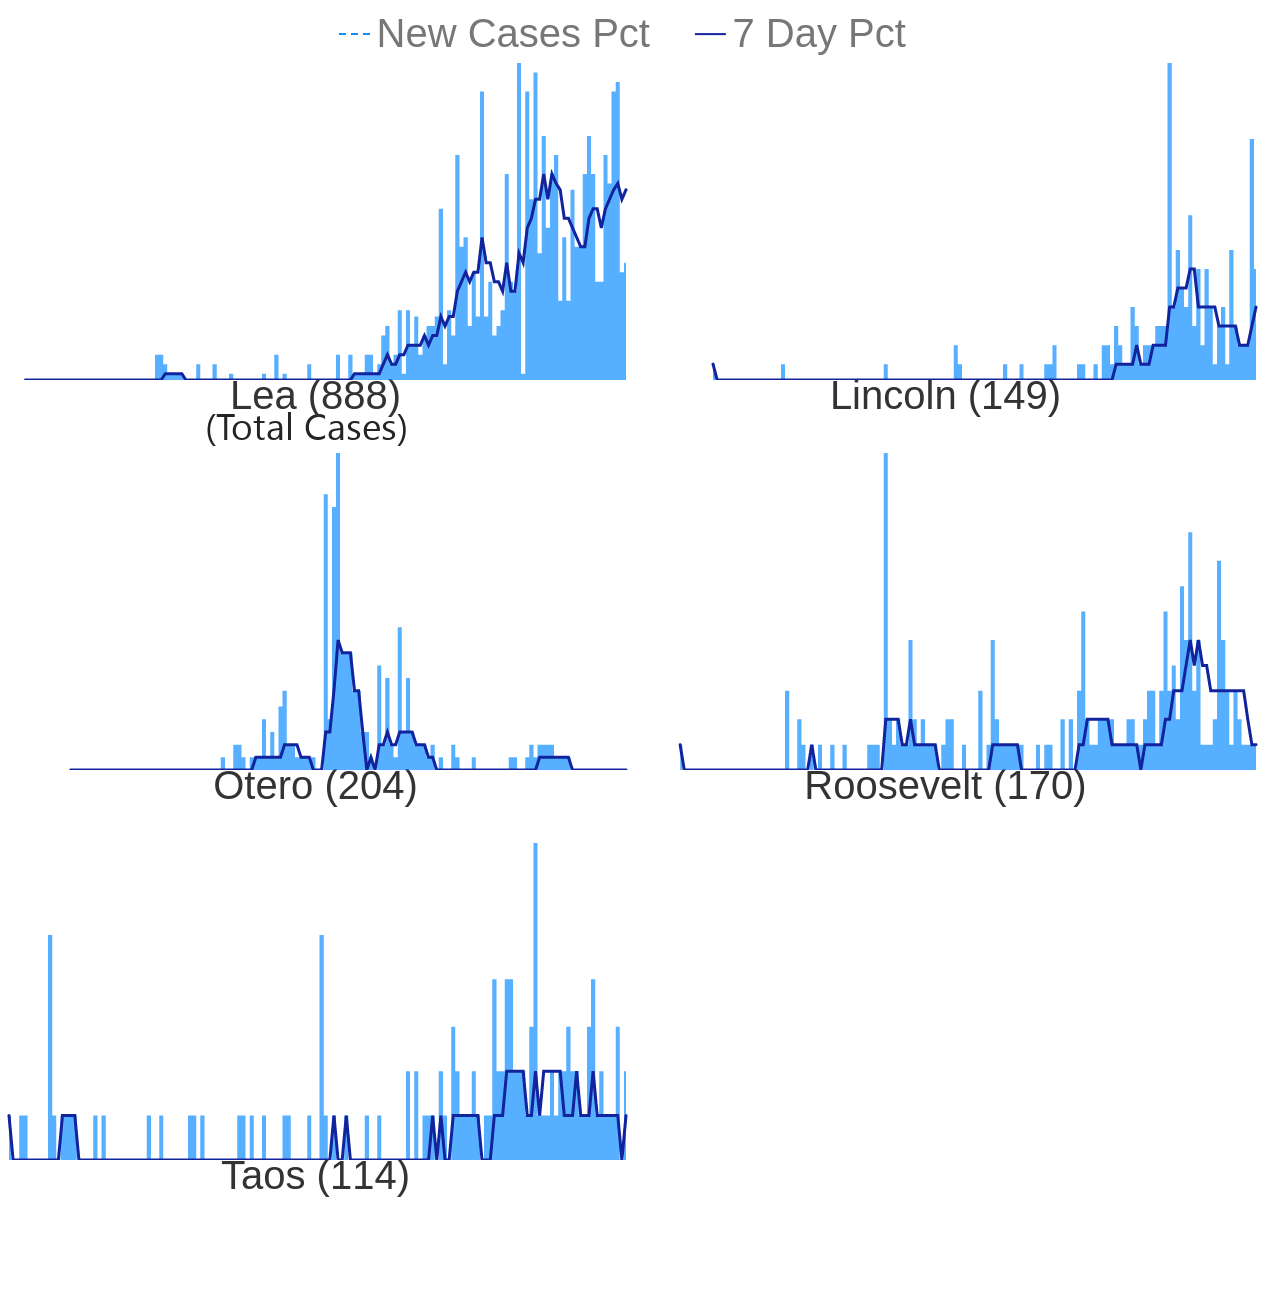 New Cases Pct 7 Day Pct
Lea (888)
(Total Cases)
Lincoln (149)
Otero (204)
Roosevelt (170)
Taos (114)